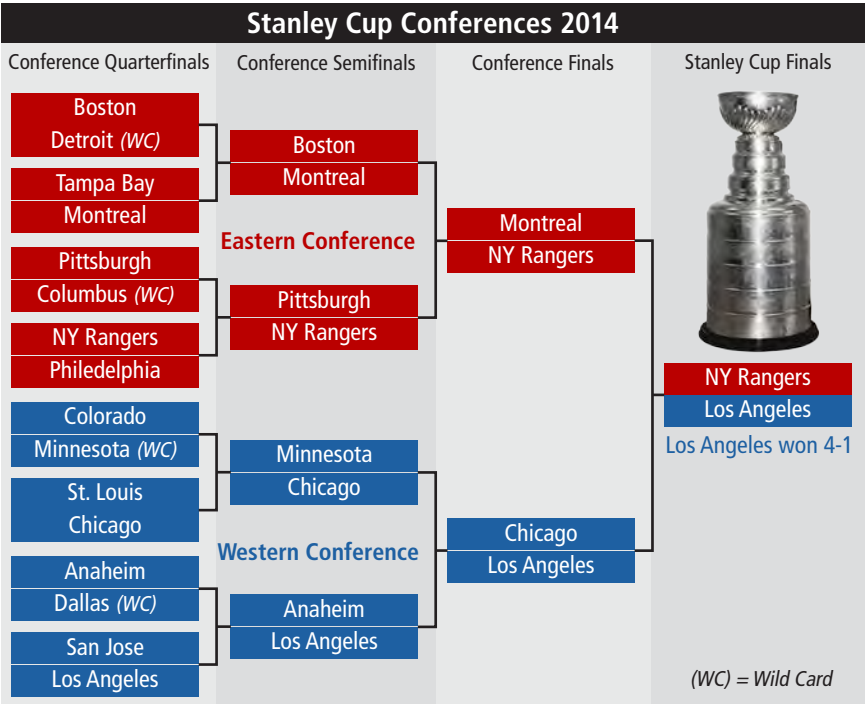 Stanley Cup Conferences 2014
Conference Quarterfinals
Conference Semifinals
Conference Finals
Stanley Cup Finals
Boston
Detroit (WC)
Tampa Bay
Montreal
Pittsburgh
Columbus (WC)
NY Rangers
Philedelphia
Colorado
Minnesota (WC)
St. Louis
Chicago
Anaheim
Dallas (WC)
San Jose
Los Angeles
Boston
Montreal
Eastern Conference
Pittsburgh
NY Rangers
Minnesota
Chicago
Western Conference
Anaheim
Los Angeles
Montreal
NY Rangers
Chicago
Los Angeles
NY Rangers
Los Angeles
Los Angeles won 4-1
(WC) = Wild Card